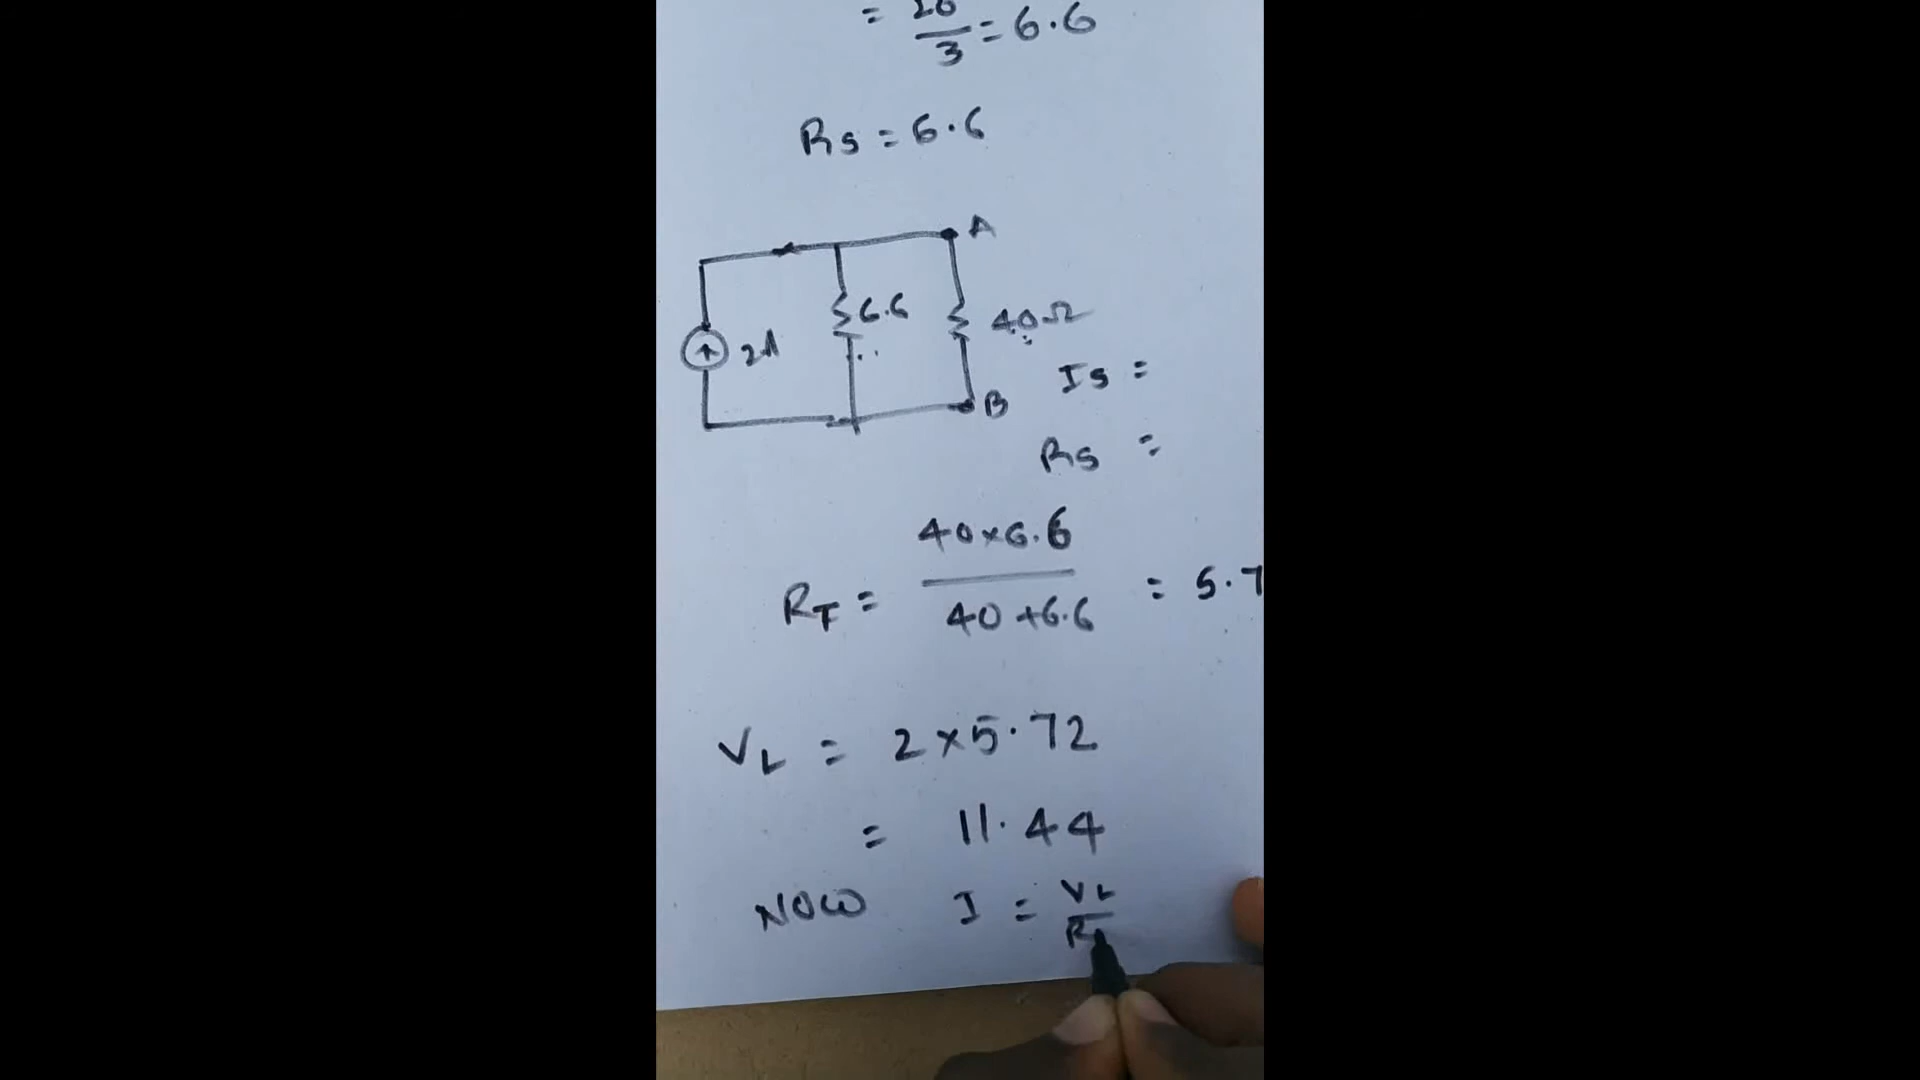 = 20/3 = 6.6
Rs = 6.6
A
2A
6.6
40Ω
Is =
B
Rs =
RT = 40×6.6/40+6.6 = 5.7
VL = 2×5.72
= 11.44
NOW I = VL/R